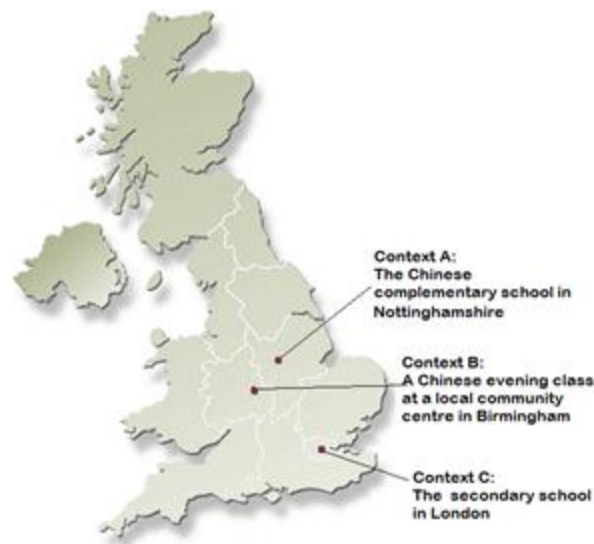 Context A:
The Chinese
complementary school in
Nottinghamshire
Context B:
A Chinese evening class
at a local community
centre in Birmingham
Context C:
The secondary school
in London